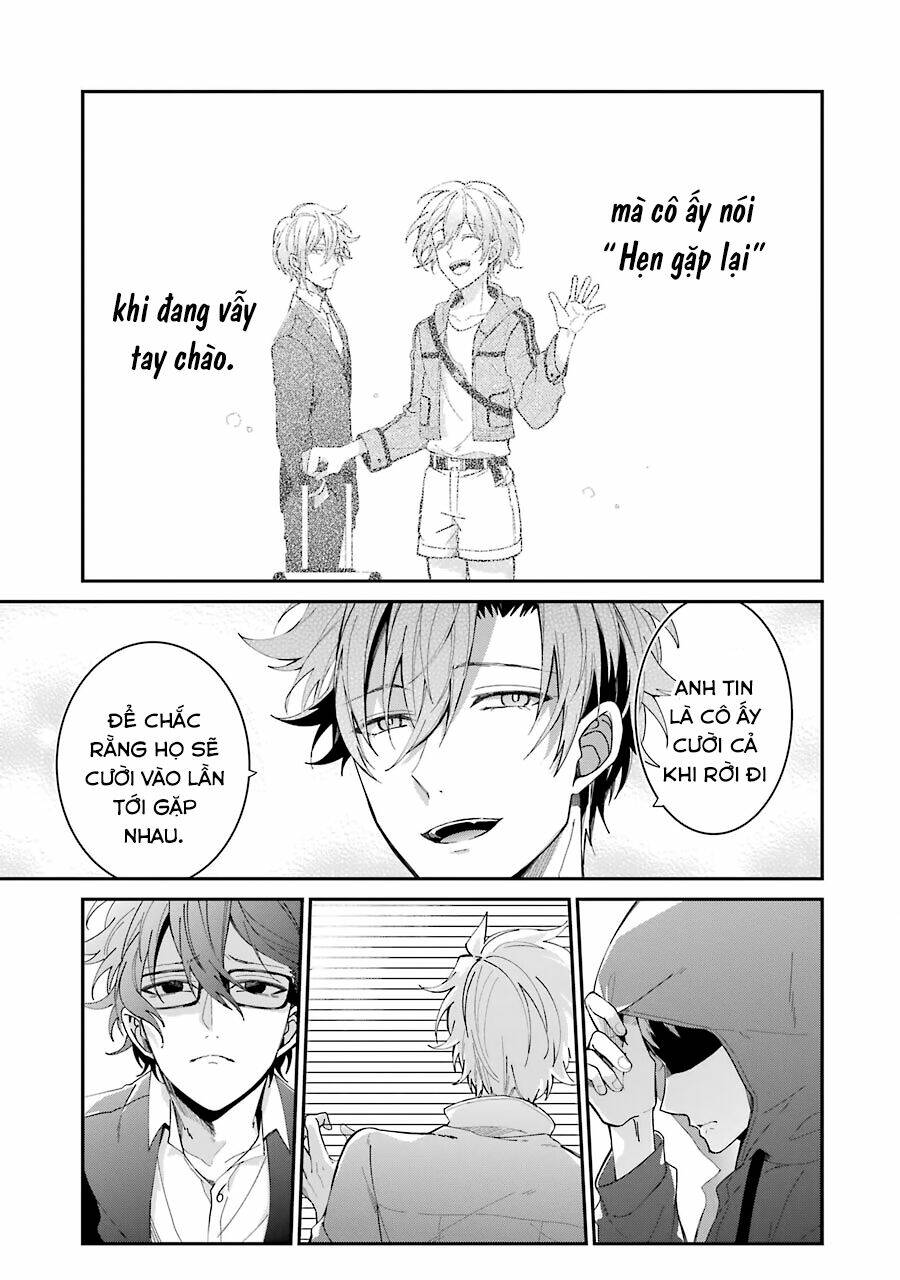 mà cô ấy nói
“Hẹn gặp lại”
khi đang vẫy
tay chào.
ANH TIN
LÀ CÔ ẤY
CƯỜI CẢ
KHI RỜI ĐI
ĐỂ CHẮC
RẰNG HỌ SẼ
CƯỜI VÀO LẦN
TỚI GẶP
NHAU.